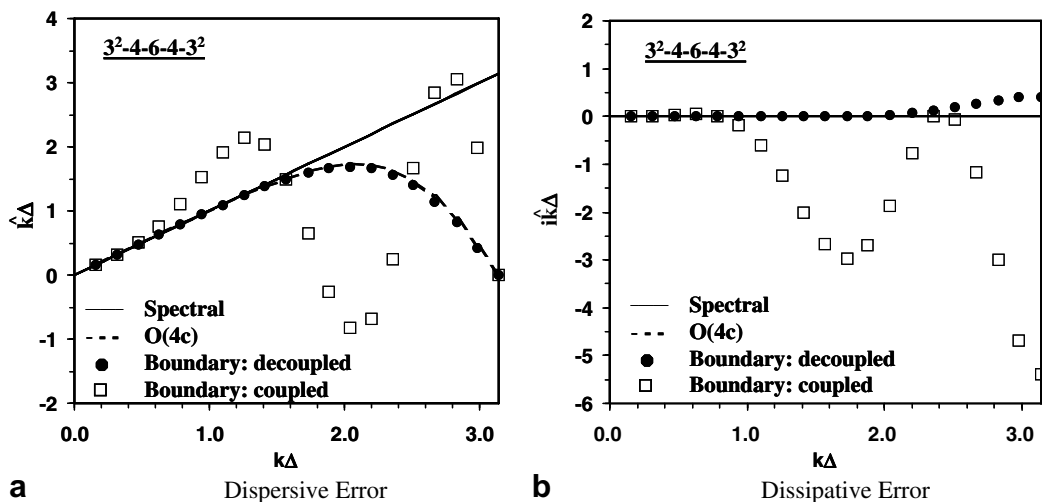 3²-4-6-4-3²
4
3
2
1
0
-1
-2
k̂Δ
Spectral
O(4c)
Boundary: decoupled
Boundary: coupled
0.0 1.0 2.0 3.0
kΔ
a Dispersive Error
3²-4-6-4-3²
2
1
0
-1
-2
-3
-4
-5
-6
ik̂Δ
Spectral
O(4c)
Boundary: decoupled
Boundary: coupled
0.0 1.0 2.0 3.0
kΔ
b Dissipative Error